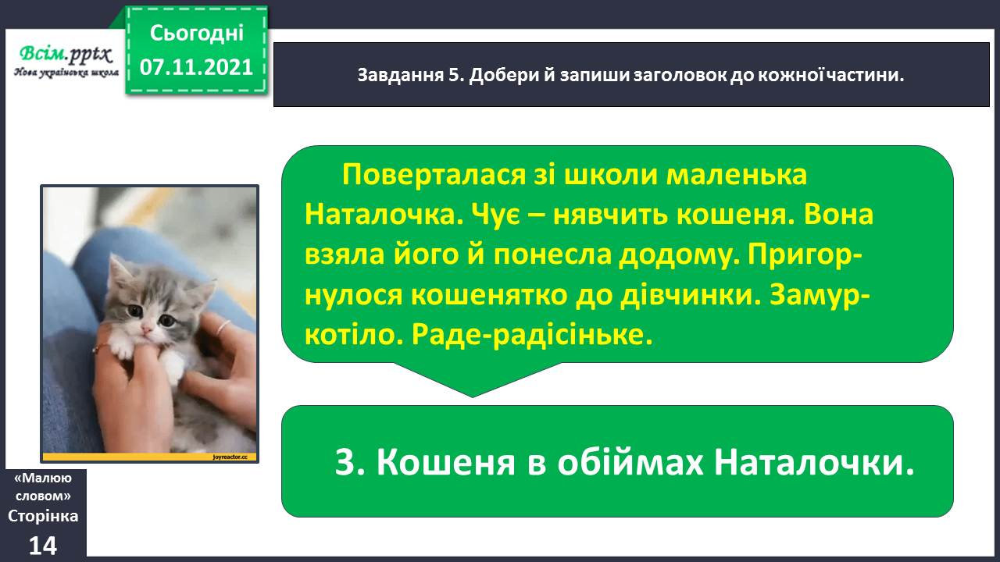 Сьогодні
07.11.2021
Всім.pptx
Нова українська школа
Завдання 5. Добери й запиши заголовок до кожної частини.
Поверталася зі школи маленька
Наталочка. Чує – нявчить кошеня. Вона
взяла його й понесла додому. Пригор-
нулося кошенятко до дівчинки. Замур-
котіло. Раде-радісіньке.
joyreactor.cc
3. Кошеня в обіймах Наталочки.
«Малюю
словом»
Сторінка
14